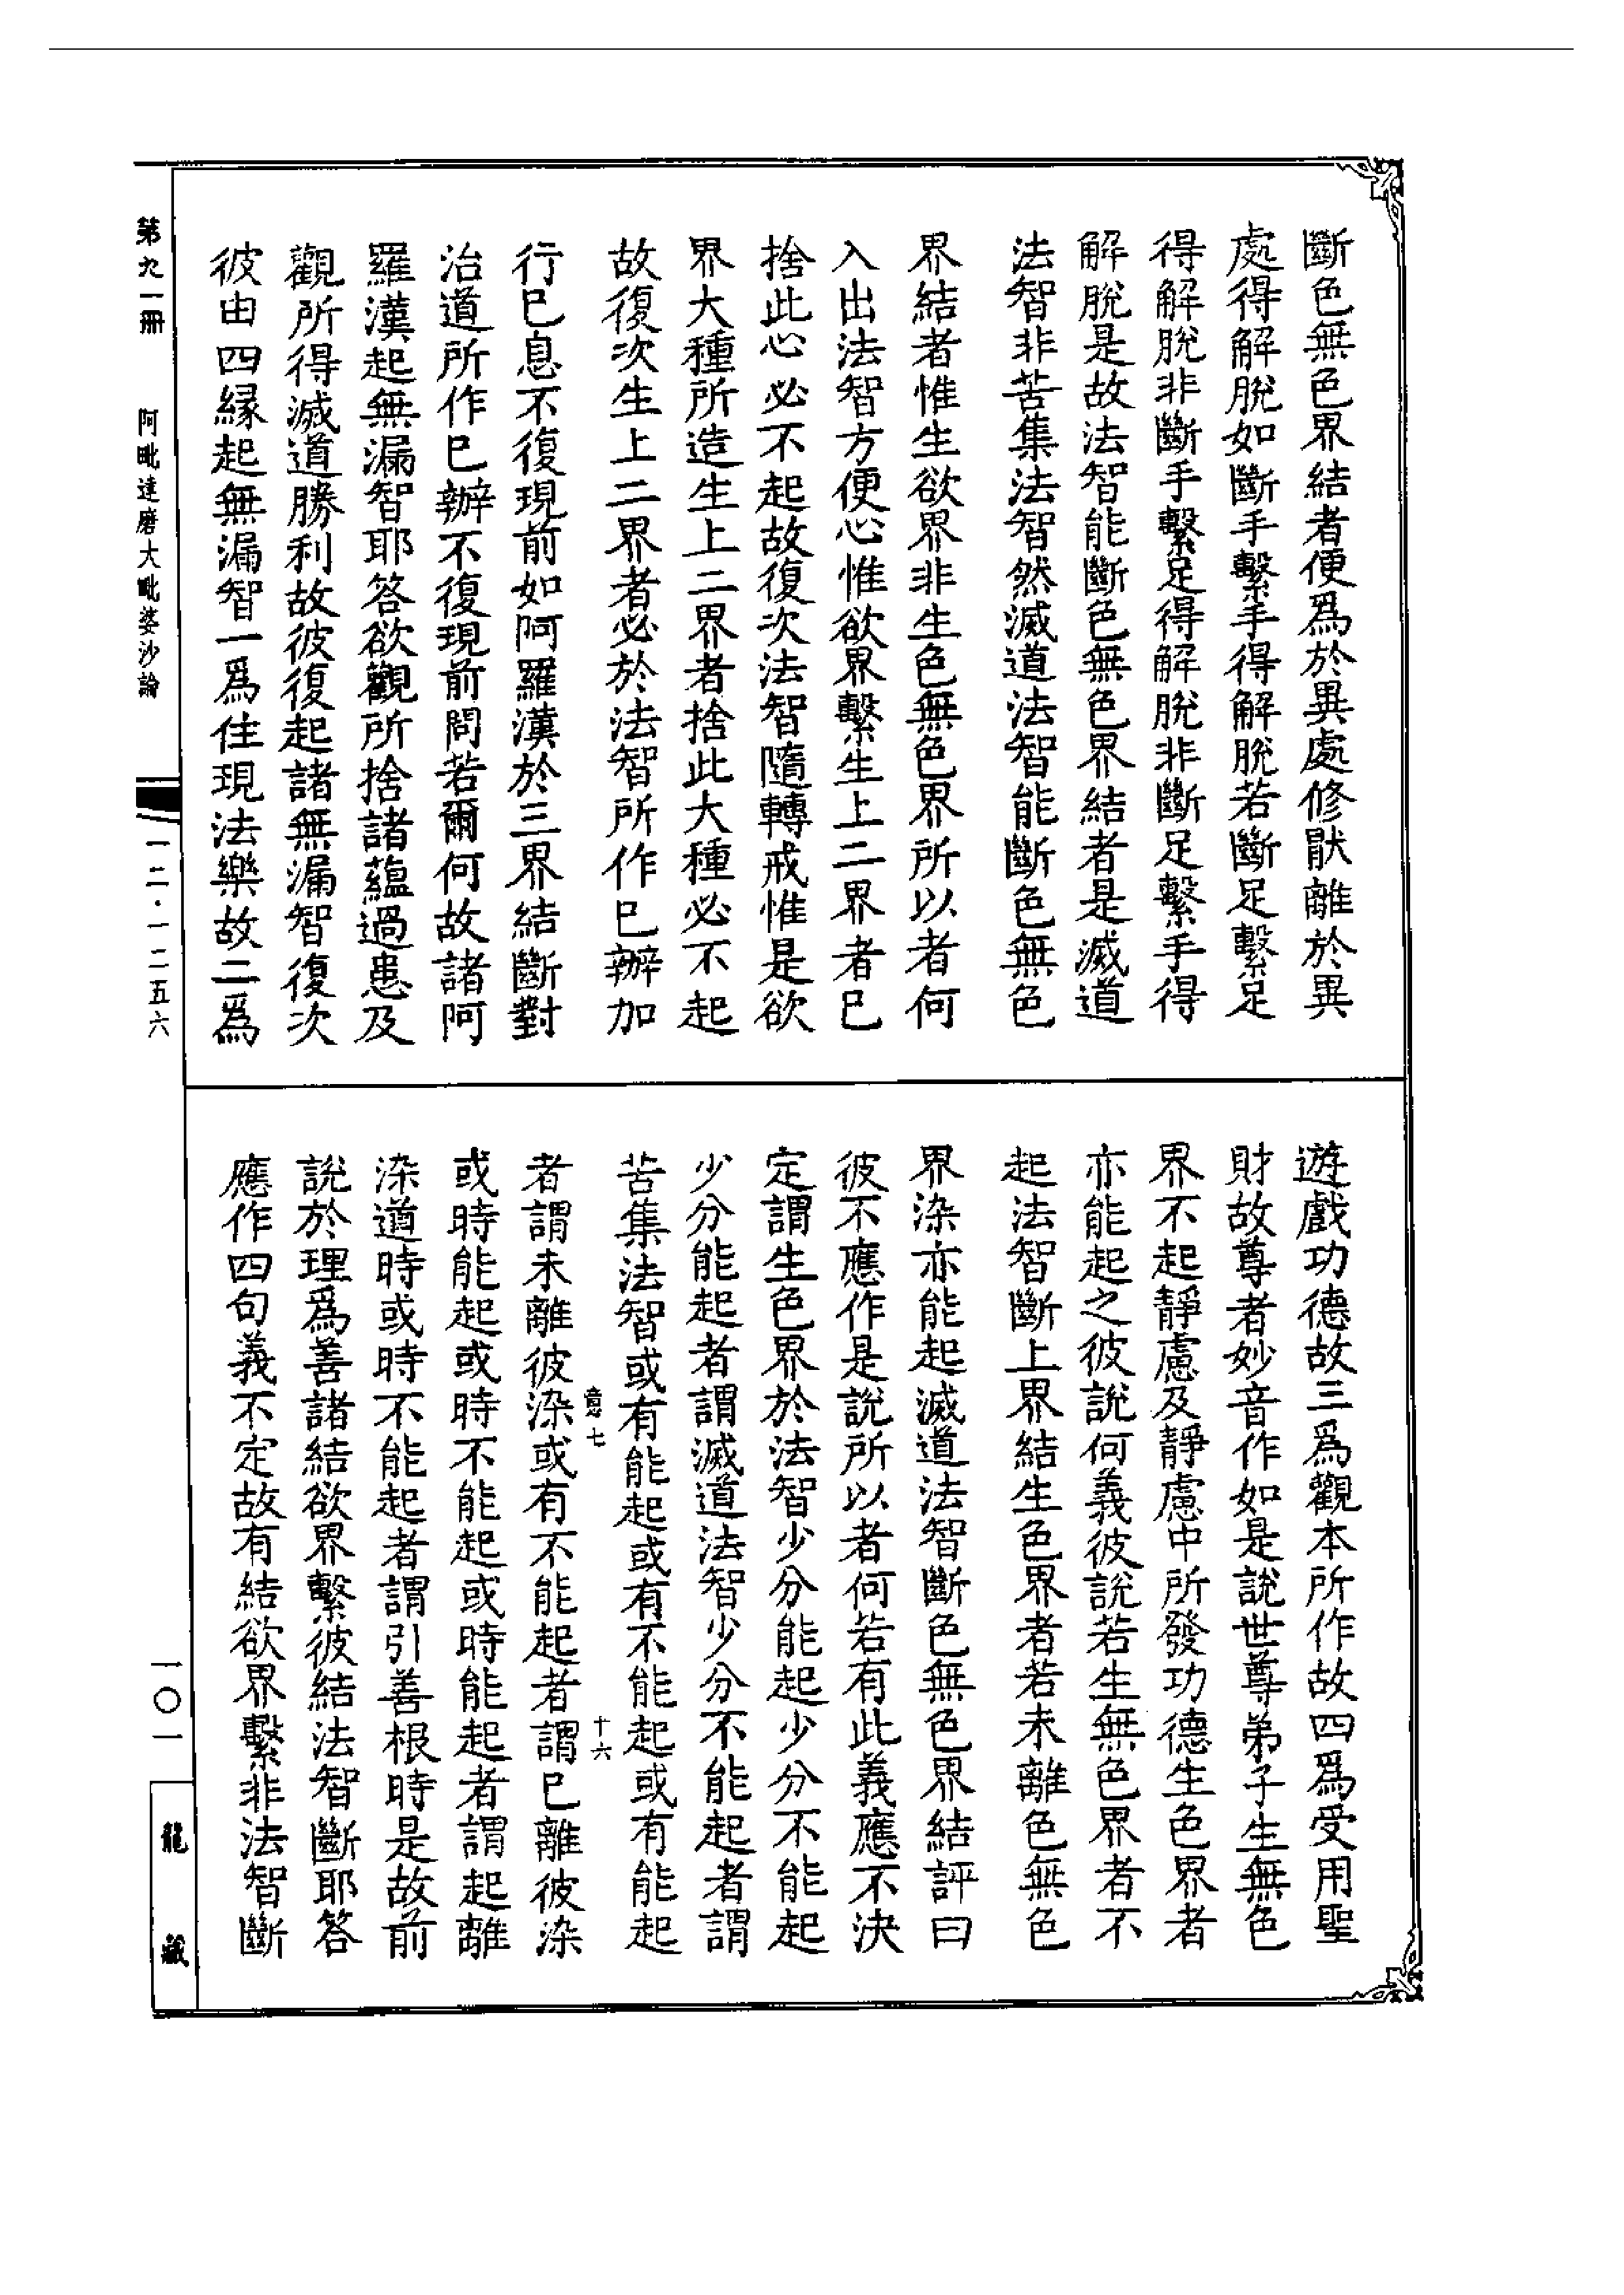 斷色無色界結者便爲於異處修猒離於異
處得解脫如斷手繫手得解脫若斷足繫足
得解脫非斷手繫足得解脫非斷足繫手得
解脫是故法智能斷色無色界結者是滅道
法智非苦集法智然滅道法智能斷色無色
界結者惟生欲界非生色無色界所以者何
入出法智方便心惟欲界繫生上二界者已
捨此心必不起故復次法智隨轉戒惟是欲
界大種所造生上二界者捨此大種必不起
故復次生上二界者必於法智所作已辦加
行已息不復現前如阿羅漢於三界結斷對
治道所作已辦不復現前問若爾何故諸阿
羅漢起無漏智耶答欲觀所捨諸蘊過患及
觀所得滅道勝利故彼復起諸無漏智復次
彼由四緣起無漏智一爲住現法樂故二爲
遊戲功德故三爲觀本所作故四爲受用聖
財故尊者妙音作如是說世尊弟子生無色
界不起靜慮及靜慮中所發功德生色界者
亦能起之彼說何義彼說若生無色界者不
起法智斷上界結生色界者若未離色無色
界染亦能起滅道法智斷色無色界結評曰
彼不應作是說所以者何若有此義應不決
定謂生色界於法智少分能起少分不能起
少分能起者謂滅道法智少分不能起者謂
苦集法智或有能起或有不能起或有能起
者謂未離彼染或有不能起者謂已離彼染
或時能起或時不能起或時能起者謂起離
染道時或時不能起者謂引善根時是故前
說於理爲善諸結欲界繫彼結法智斷耶答
應作四句義不定故有結欲界繫非法智斷
七
十六
第九一冊
阿毗達磨大毗婆沙論
一二·一二五六
一〇一
龍藏